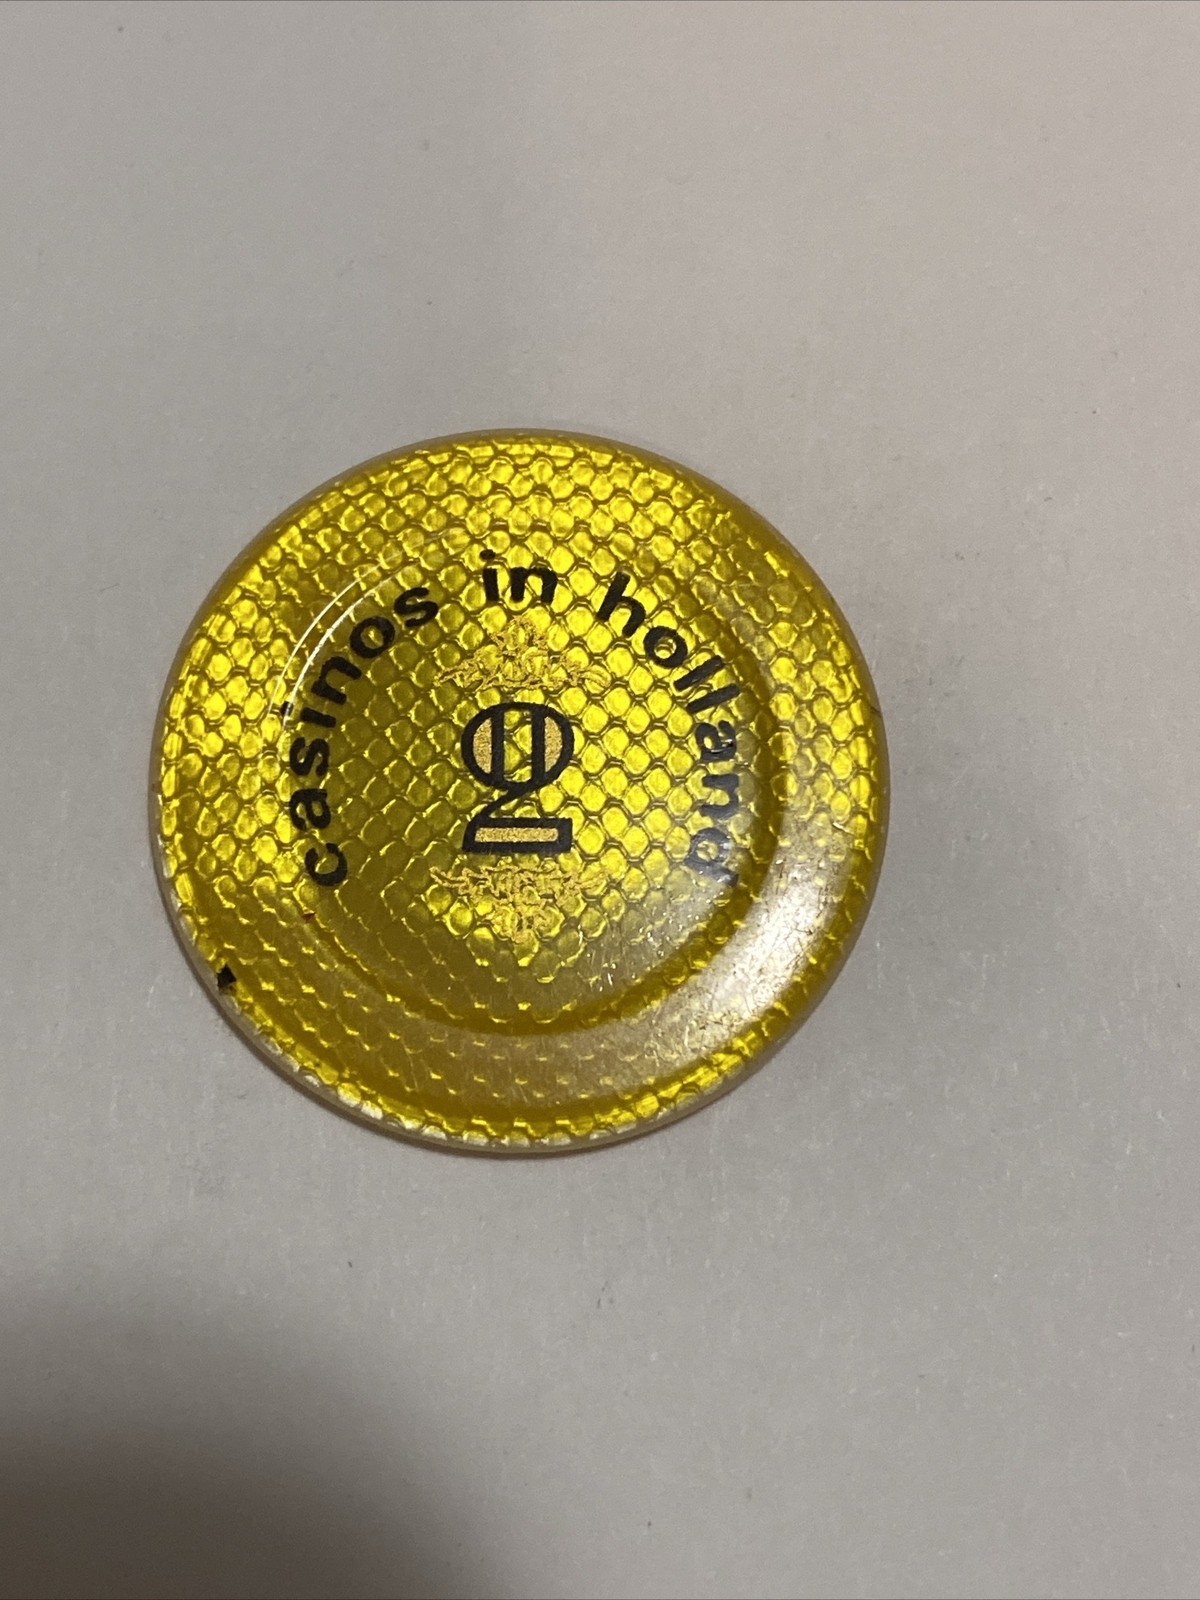 casinos in holland